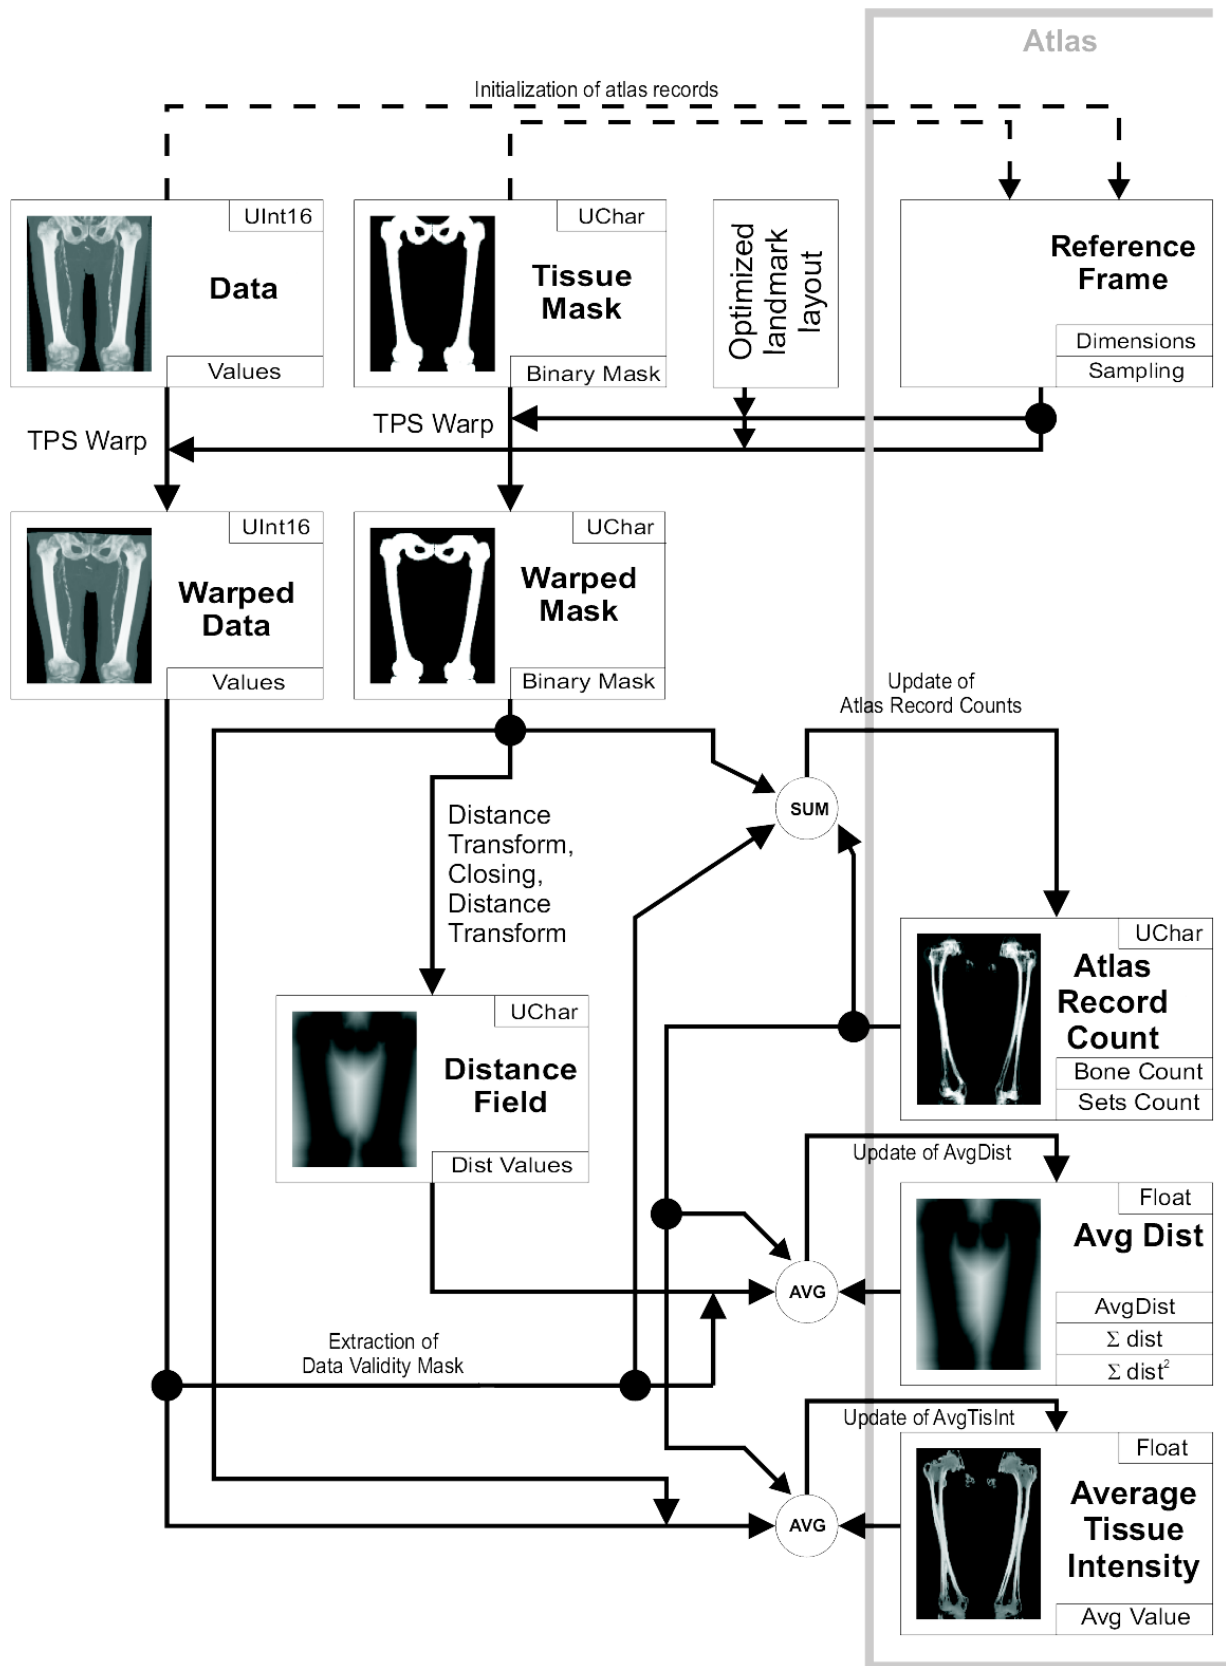 Atlas
Initialization of atlas records
UInt16
Data
Values
UChar
Tissue
Mask
Binary Mask
Optimized
landmark
layout
Reference
Frame
Dimensions
Sampling
TPS Warp
TPS Warp
UInt16
Warped
Data
Values
UChar
Warped
Mask
Binary Mask
Update of
Atlas Record Counts
SUM
Distance
Transform,
Closing,
Distance
Transform
UChar
Atlas
Record
Count
Bone Count
Sets Count
UChar
Distance
Field
Dist Values
Update of AvgDist
Float
Avg Dist
AvgDist
Σ dist
Σ dist²
AVG
Extraction of
Data Validity Mask
Update of AvgTisInt
Float
Average
Tissue
Intensity
Avg Value
AVG